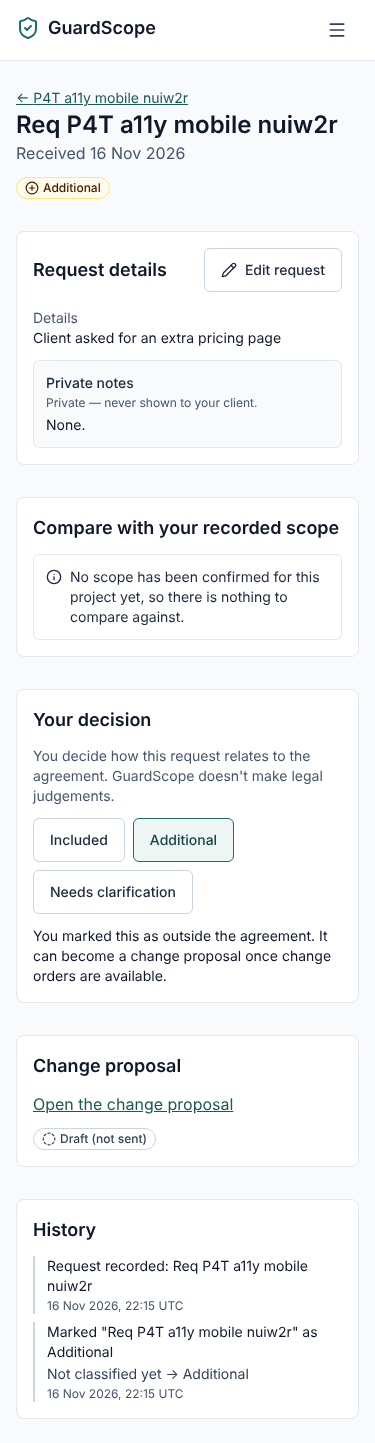 GuardScope
← P4T a11y mobile nuiw2r
Req P4T a11y mobile nuiw2r
Received 16 Nov 2026
Additional
Request details
Edit request
Details
Client asked for an extra pricing page
Private notes
Private — never shown to your client.
None.
Compare with your recorded scope
No scope has been confirmed for this
project yet, so there is nothing to
compare against.
Your decision
You decide how this request relates to the
agreement. GuardScope doesn't make legal
judgements.
Included
Additional
Needs clarification
You marked this as outside the agreement. It
can become a change proposal once change
orders are available.
Change proposal
Open the change proposal
Draft (not sent)
History
Request recorded: Req P4T a11y mobile
nuiw2r
16 Nov 2026, 22:15 UTC
Marked "Req P4T a11y mobile nuiw2r" as
Additional
Not classified yet → Additional
16 Nov 2026, 22:15 UTC